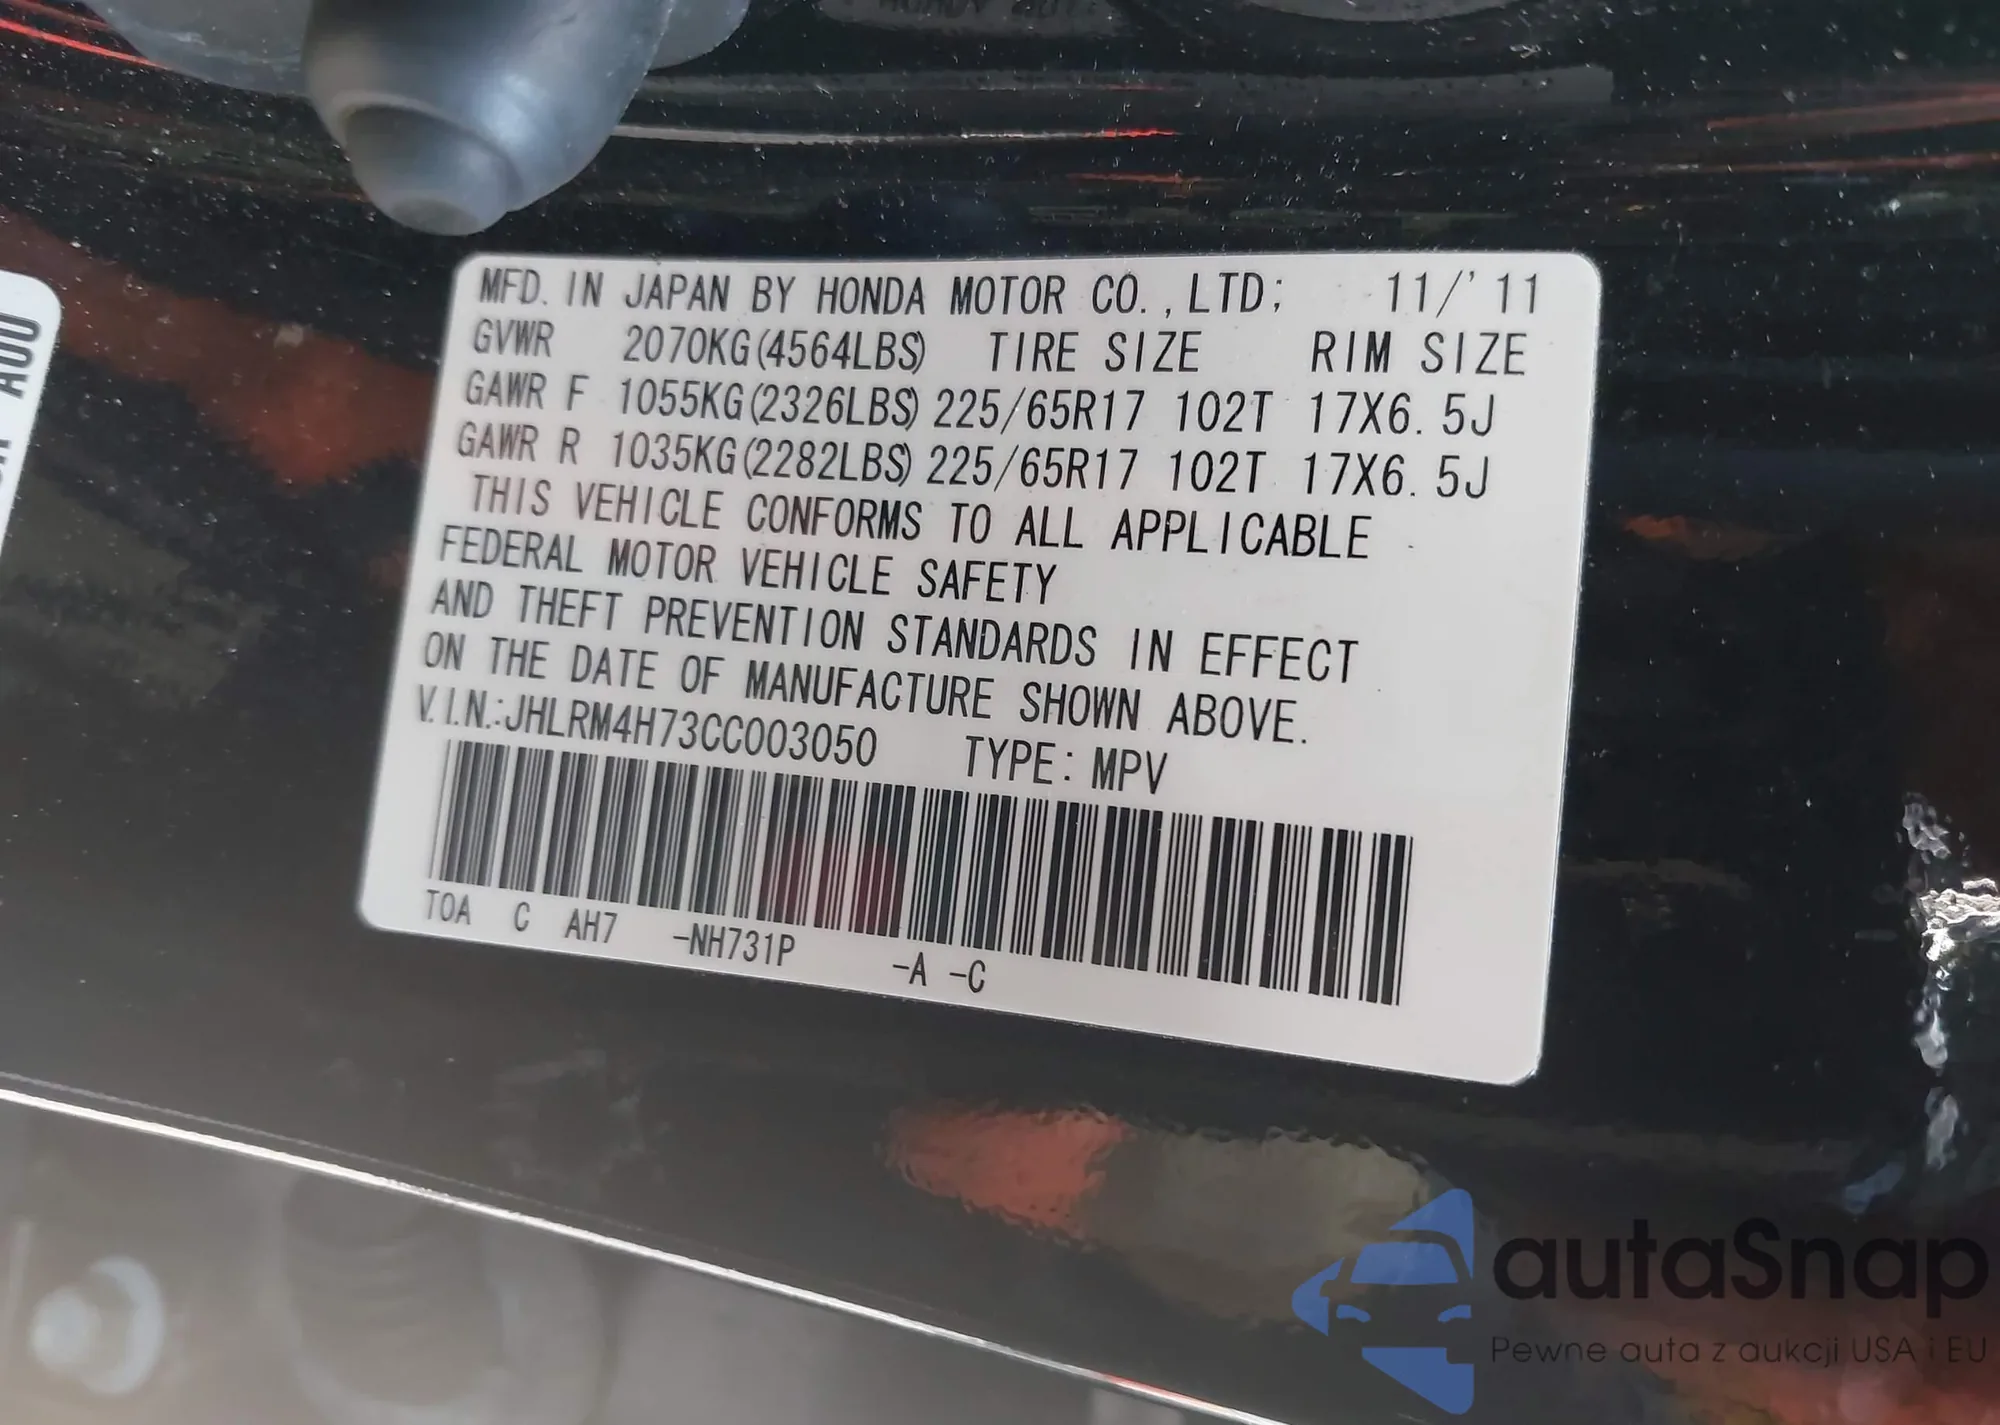 MFD. IN JAPAN BY HONDA MOTOR CO., LTD; 11/'11
GVWR 2070KG(4564LBS) TIRE SIZE RIM SIZE
GAWR F 1055KG(2326LBS) 225/65R17 102T 17X6.5J
GAWR R 1035KG(2282LBS) 225/65R17 102T 17X6.5J
THIS VEHICLE CONFORMS TO ALL APPLICABLE
FEDERAL MOTOR VEHICLE SAFETY
AND THEFT PREVENTION STANDARDS IN EFFECT
ON THE DATE OF MANUFACTURE SHOWN ABOVE.
V.I.N.:JHLRM4H73CC003050 TYPE: MPV
TOA C AH7 -NH731P -A -C
autaSnap
Pewne auta z aukcji USA i EU